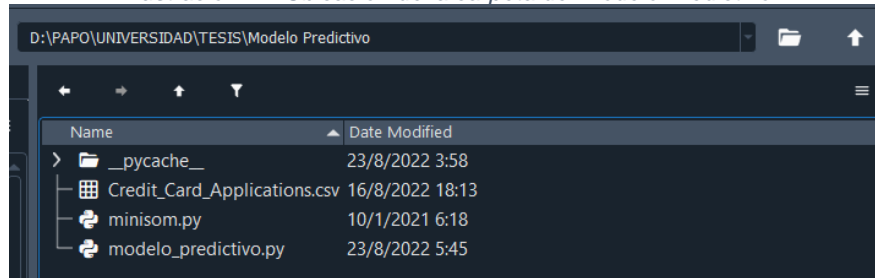 D:\PAPO\UNIVERSIDAD\TESIS\Modelo Predictivo
Name Date Modified
__pycache__ 23/8/2022 3:58
Credit_Card_Applications.csv 16/8/2022 18:13
minisom.py 10/1/2021 6:18
modelo_predictivo.py 23/8/2022 5:45